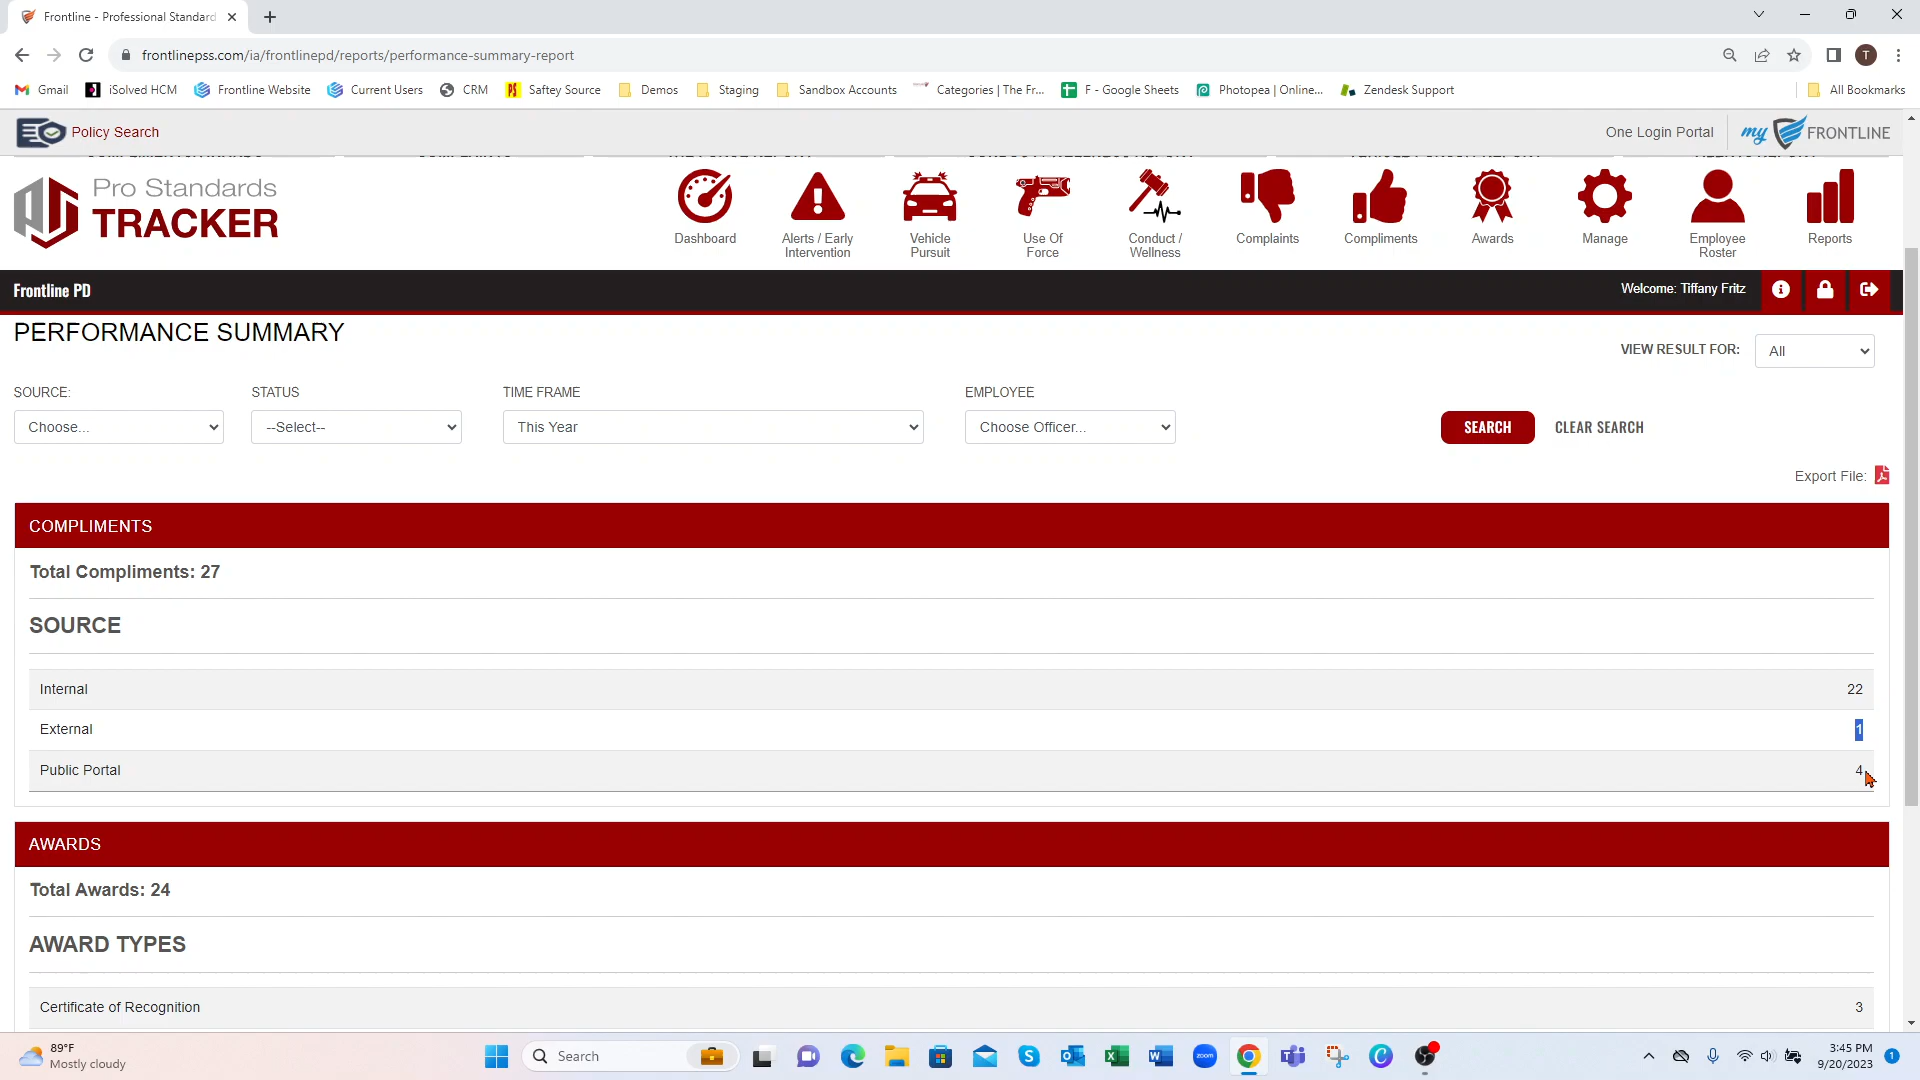 Frontline - Professional Standard
frontlinepss.com/ia/frontlinepd/reports/performance-summary-report
T
Gmail
iSolved HCM
Frontline Website
Current Users
CRM
PS
Saftey Source
Demos
Staging
Sandbox Accounts
Categories | The Fr...
F - Google Sheets
Photopea | Online...
Zendesk Support
All Bookmarks
Policy Search
One Login Portal
my FRONTLINE
Pro Standards
TRACKER
Dashboard
Alerts / Early
Intervention
Vehicle
Pursuit
Use Of
Force
Conduct /
Wellness
Complaints
Compliments
Awards
Manage
Employee
Roster
Reports
Frontline PD
Welcome: Tiffany Fritz
PERFORMANCE SUMMARY
VIEW RESULT FOR:
All
SOURCE:
STATUS
TIME FRAME
EMPLOYEE
Choose...
--Select--
This Year
Choose Officer...
SEARCH
CLEAR SEARCH
Export File:
COMPLIMENTS
Total Compliments: 27
SOURCE
Internal 22
External 1
Public Portal 4
AWARDS
Total Awards: 24
AWARD TYPES
Certificate of Recognition 3
89°F
Mostly cloudy
Search
zoom
3:45 PM
9/20/2023
1